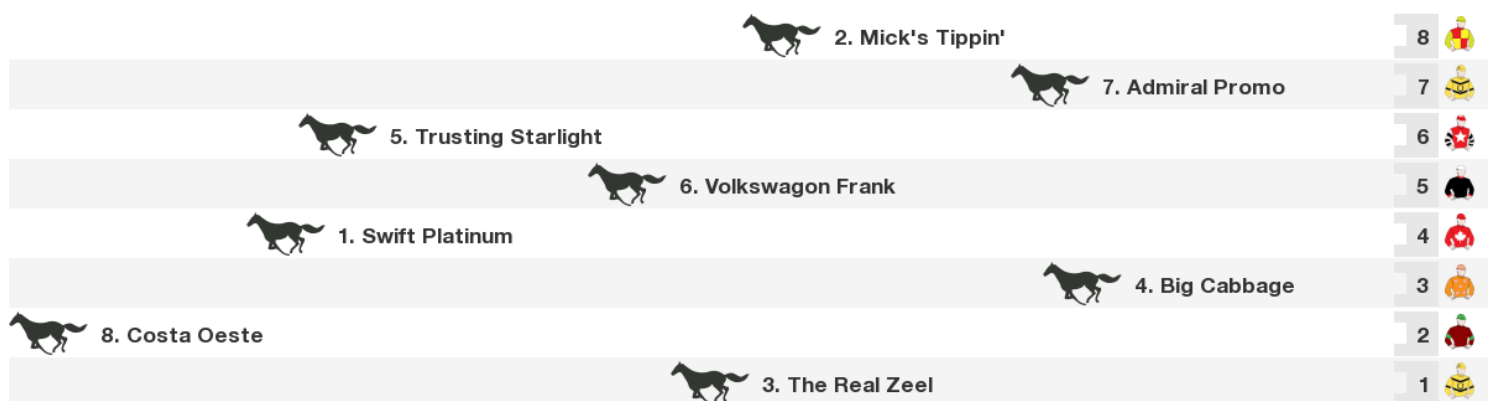 2. Mick's Tippin' 8
7. Admiral Promo 7
5. Trusting Starlight 6
6. Volkswagon Frank 5
1. Swift Platinum 4
4. Big Cabbage 3
8. Costa Oeste 2
3. The Real Zeel 1